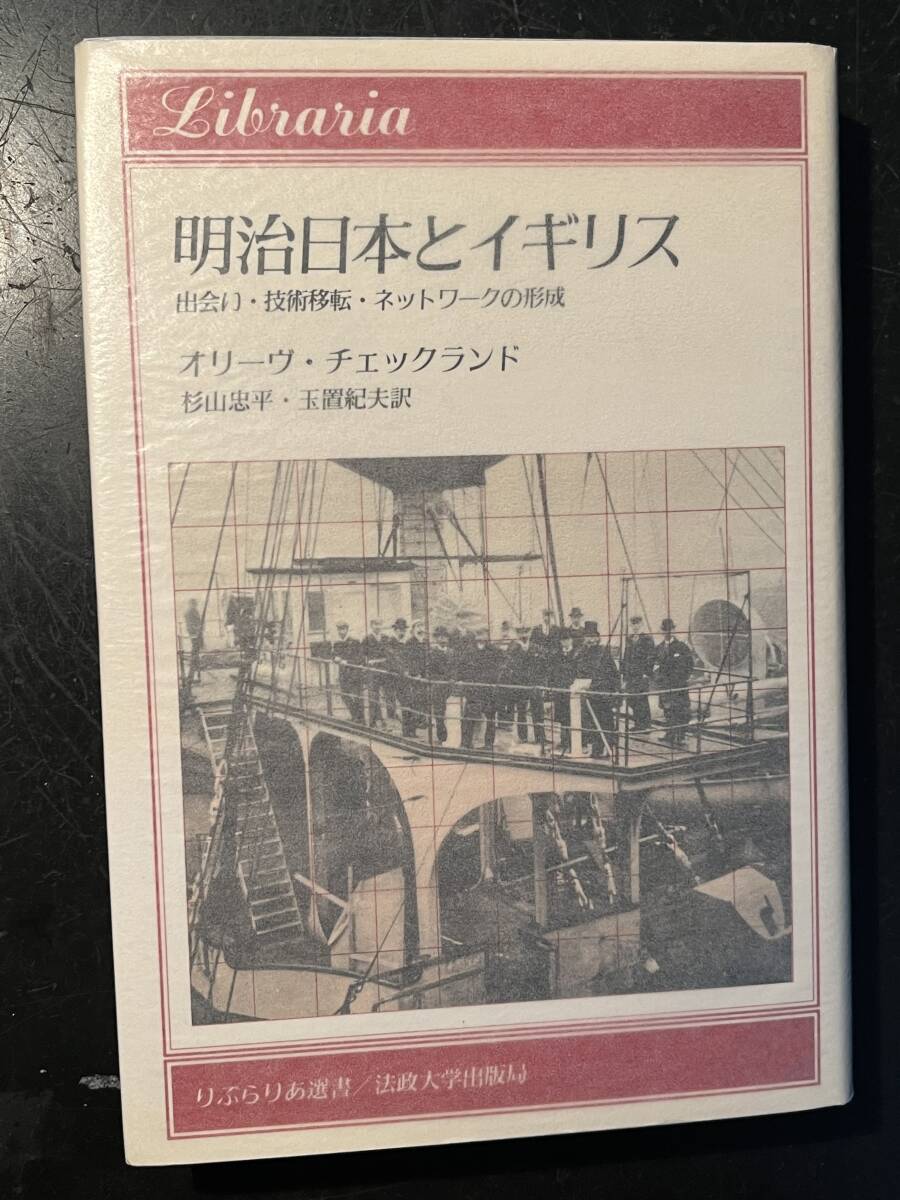 Libraria
明治日本とイギリス
出会い・技術移転・ネットワークの形成
オリーヴ・チェックランド
杉山忠平・玉置紀夫訳
りぶらりあ選書／法政大学出版局